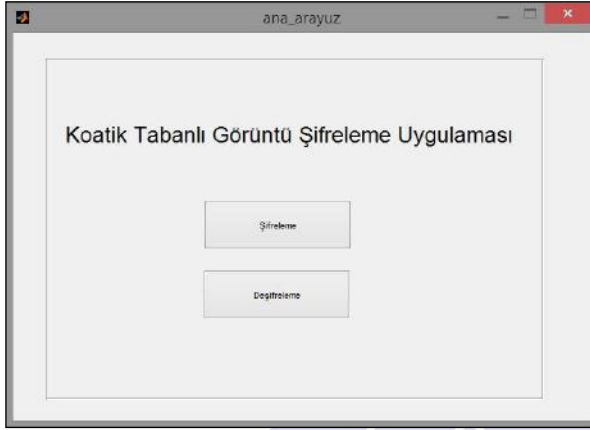 ana_arayuz
Koatik Tabanlı Görüntü Şifreleme Uygulaması
Şifreleme
Deşifreleme